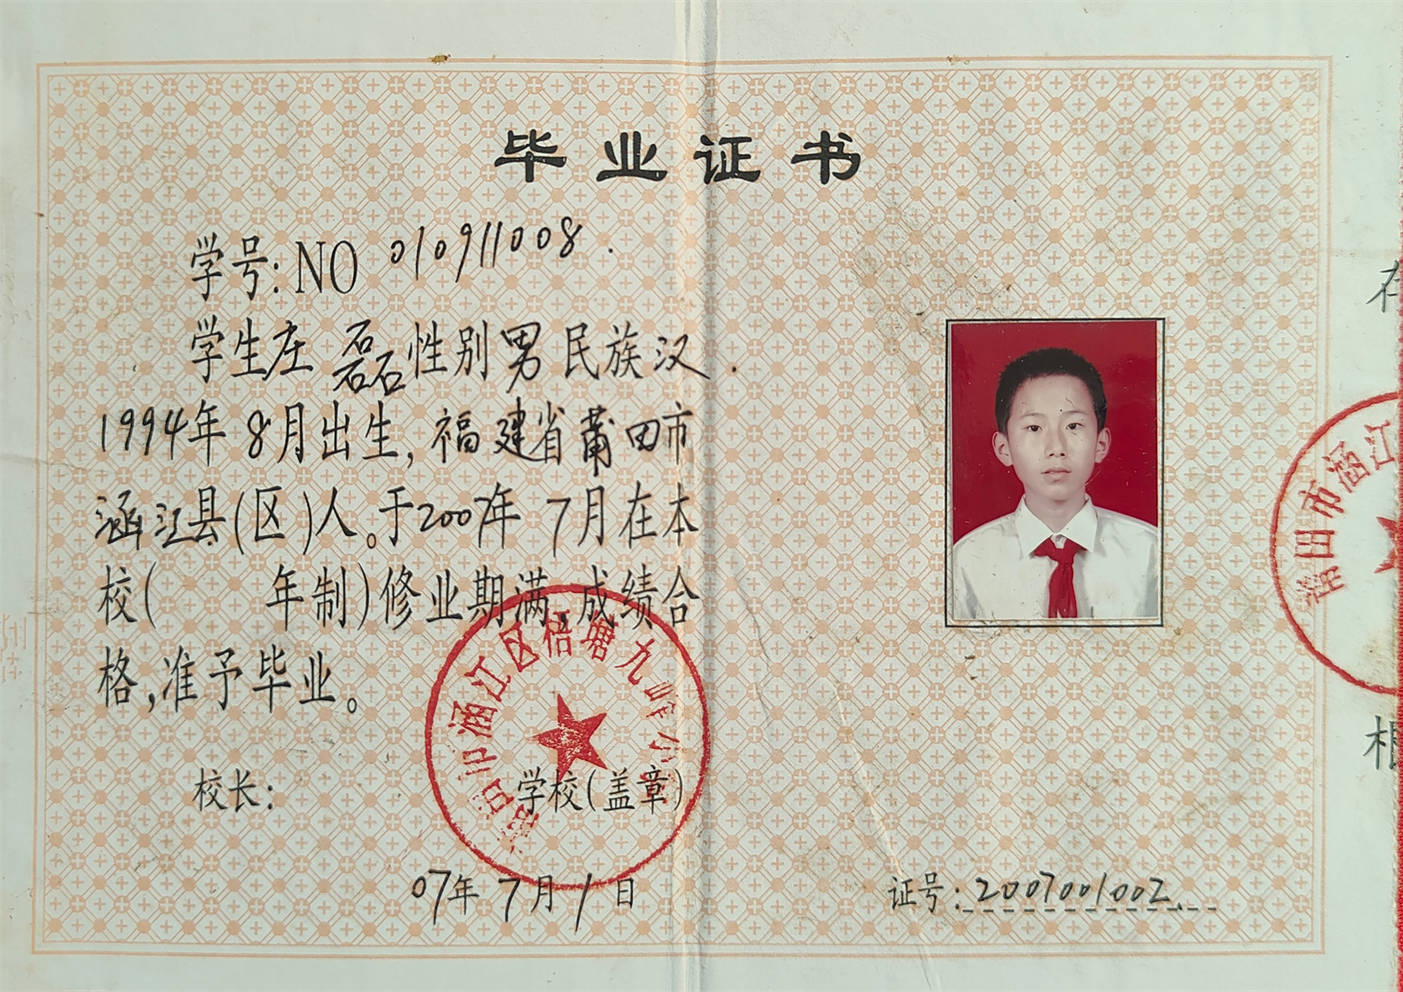 毕业证书
学号:NO 010911008.
学生庄磊性别男民族汉.
1994年8月出生,福建省莆田市
涵江县(区)人。于2007年7月在本
校( 年制)修业期满,成绩合
格,准予毕业。
校长: 学校(盖章)
07年7月1日
证号:2007001002.
莆田市涵江区梧塘九峰小
莆田市涵江
在
根